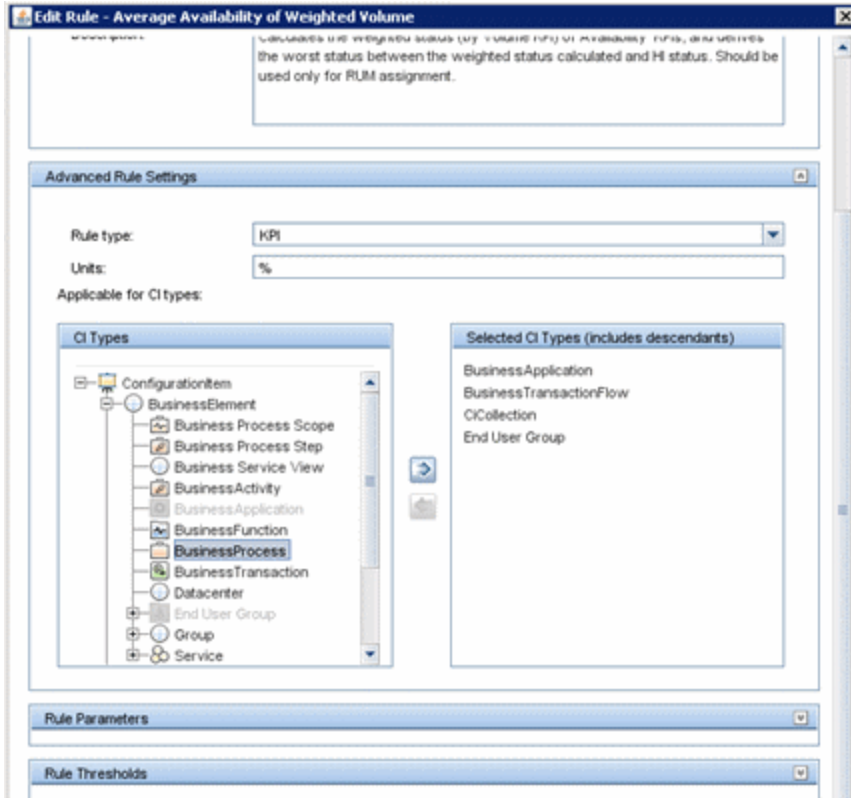 Edit Rule - Average Availability of Weighted Volume
Description:
Calculates the weighted status (by Volume KPI) of Availability KPIs, and derives
the worst status between the weighted status calculated and HI status. Should be
used only for RUM assignment.
Advanced Rule Settings
Rule type:
KPI
Units:
%
Applicable for CI types:
CI Types
ConfigurationItem
BusinessElement
Business Process Scope
Business Process Step
Business Service View
BusinessActivity
BusinessApplication
BusinessFunction
BusinessProcess
BusinessTransaction
Datacenter
End User Group
Group
Service
Selected CI Types (includes descendants)
BusinessApplication
BusinessTransactionFlow
CiCollection
End User Group
Rule Parameters
Rule Thresholds